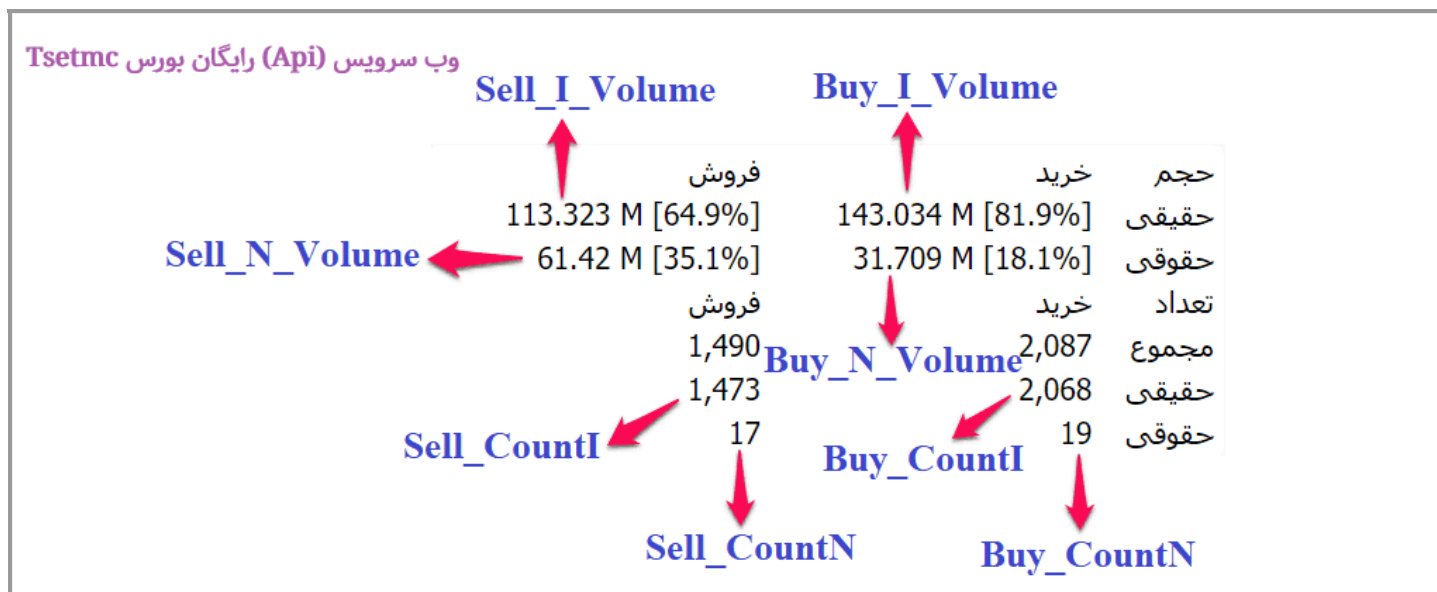 وب سرویس (Api) رایگان بورس Tsetmc
Sell_I_Volume
Buy_I_Volume
حجم خرید فروش
حقیقی 143.034 M [81.9%] 113.323 M [64.9%]
حقوقی 31.709 M [18.1%] 61.42 M [35.1%]
Sell_N_Volume
تعداد خرید فروش
مجموع 2,087 1,490
Buy_N_Volume
حقیقی 2,068 1,473
حقوقی 19 17
Sell_CountI
Buy_CountI
Sell_CountN
Buy_CountN